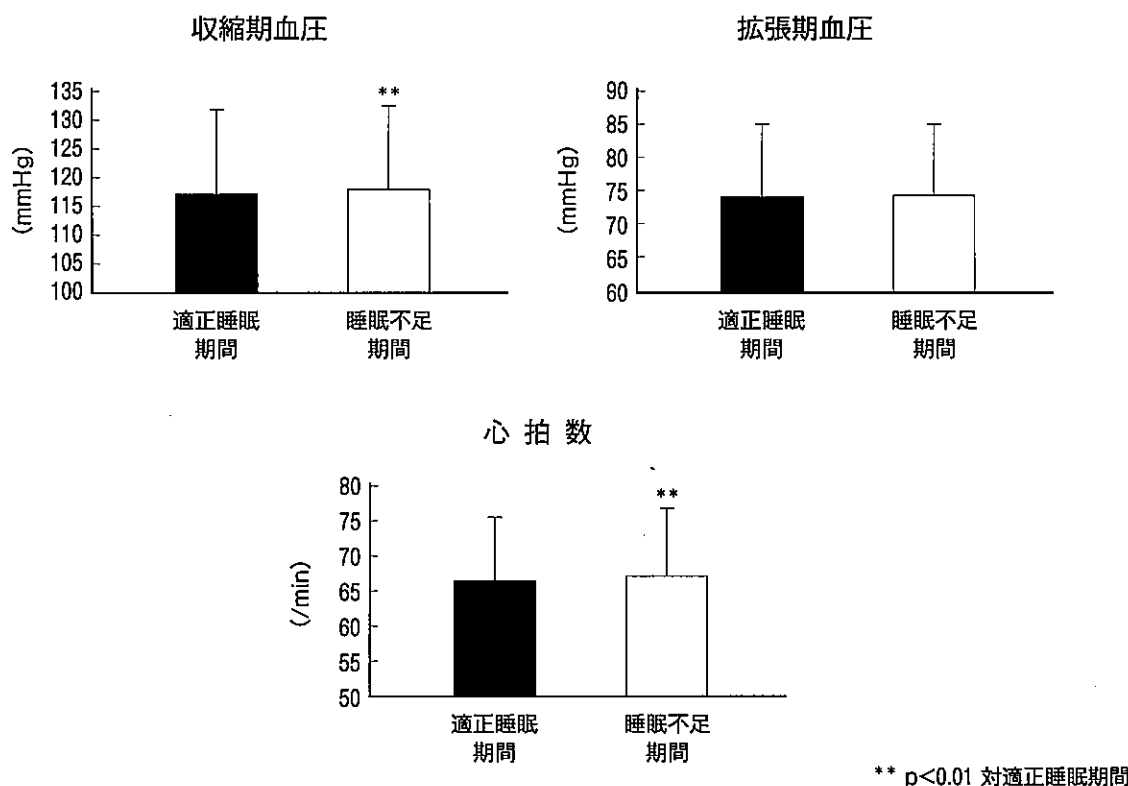 収縮期血圧
拡張期血圧
(mmHg)
135
130
125
120
115
110
105
100
**
適正睡眠
期間
睡眠不足
期間
(mmHg)
90
85
80
75
70
65
60
適正睡眠
期間
睡眠不足
期間
心拍数
(/min)
80
75
70
65
60
55
50
**
適正睡眠
期間
睡眠不足
期間
** p<0.01 対適正睡眠期間